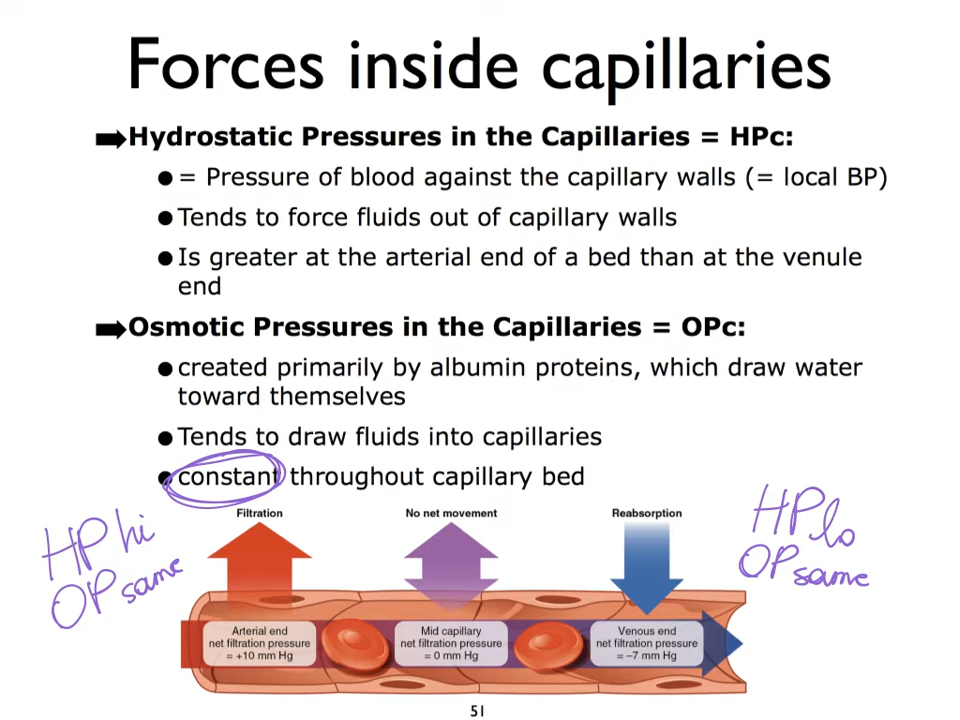 Forces inside capillaries
Hydrostatic Pressures in the Capillaries = HPc:
= Pressure of blood against the capillary walls (= local BP)
Tends to force fluids out of capillary walls
Is greater at the arterial end of a bed than at the venule
end
Osmotic Pressures in the Capillaries = OPc:
created primarily by albumin proteins, which draw water
toward themselves
Tends to draw fluids into capillaries
constant throughout capillary bed
HP hi
OP same
Filtration
No net movement
Reabsorption
HP lo
OP same
Arterial end
net filtration pressure
= +10 mm Hg
Mid capillary
net filtration pressure
= 0 mm Hg
Venous end
net filtration pressure
= –7 mm Hg
51